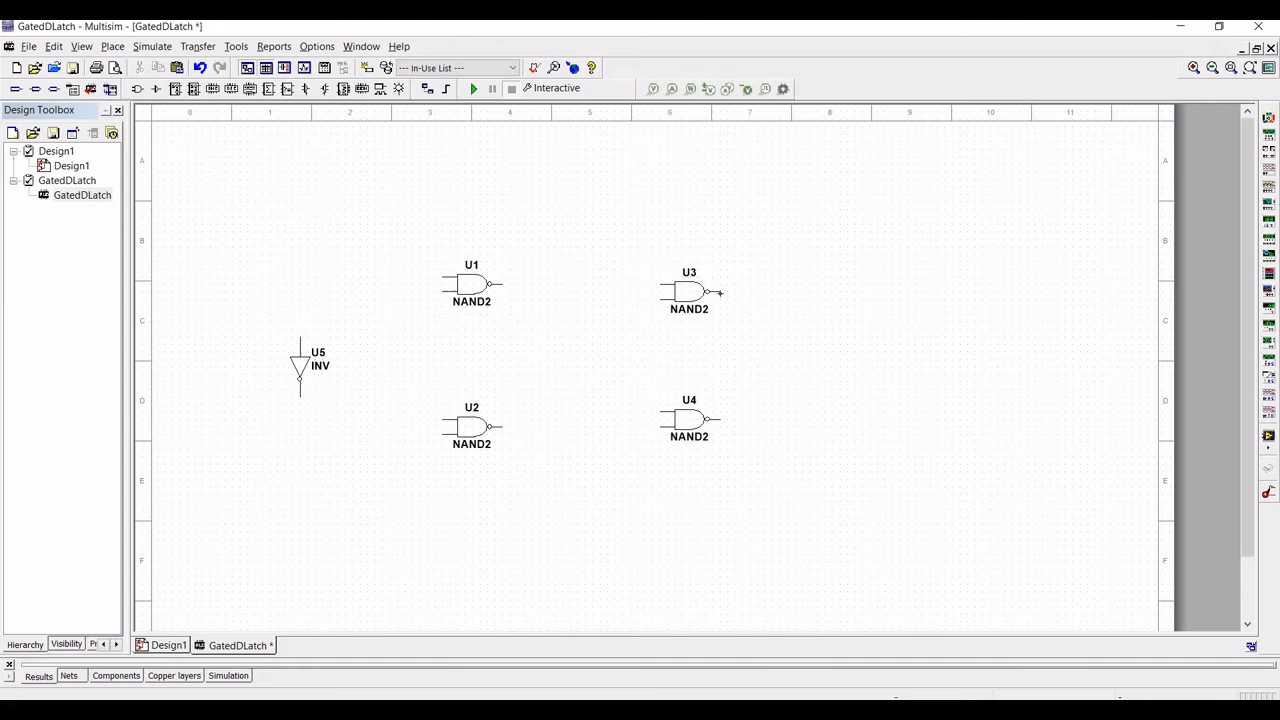 GatedDLatch - Multisim - [GatedDLatch *]
File Edit View Place Simulate Transfer Tools Reports Options Window Help
--- In-Use List ---
Interactive
Design Toolbox
0 1 2 3 4 5 6 7 8 9 10 11
Design1
Design1
GatedDLatch
GatedDLatch
A A
B B
C C
D D
E E
F F
U1
NAND2
U3
NAND2
U5
INV
U2
NAND2
U4
NAND2
Hierarchy Visibility Pr
Design1 GatedDLatch *
Results Nets Components Copper layers Simulation